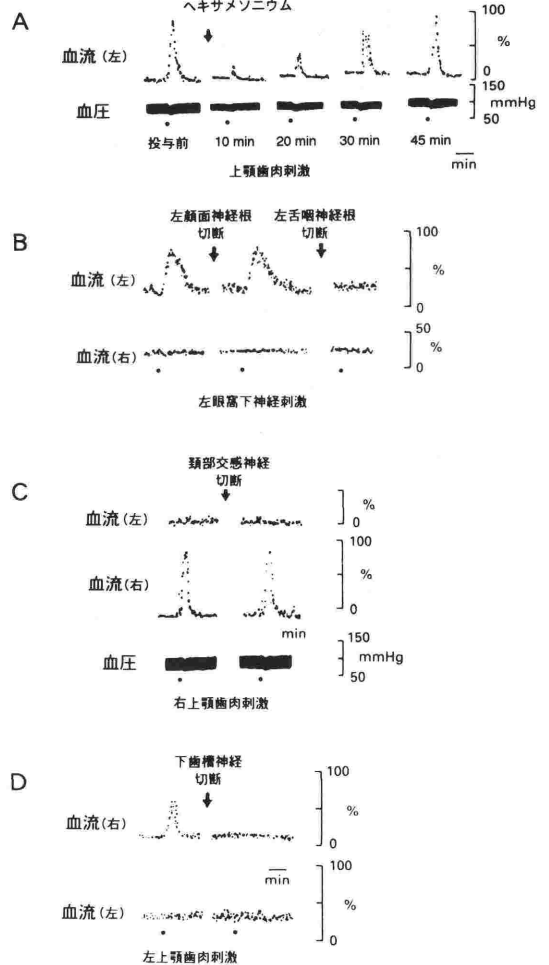 ヘキサメソニウム
A
100
血流(左)
%
0
150
血圧
mmHg
50
投与前 10 min 20 min 30 min 45 min
min
上顎歯肉刺激
左顔面神経根 左舌咽神経根
切断 切断
B
100
血流(左)
%
0
50
血流(右)
%
0
左眼窩下神経刺激
頚部交感神経
切断
C
血流(左)
%
0
100
血流(右)
%
0
min
150
血圧
mmHg
50
右上顎歯肉刺激
下歯槽神経
切断
D
100
血流(右)
%
0
min
100
血流(左)
%
0
左上顎歯肉刺激